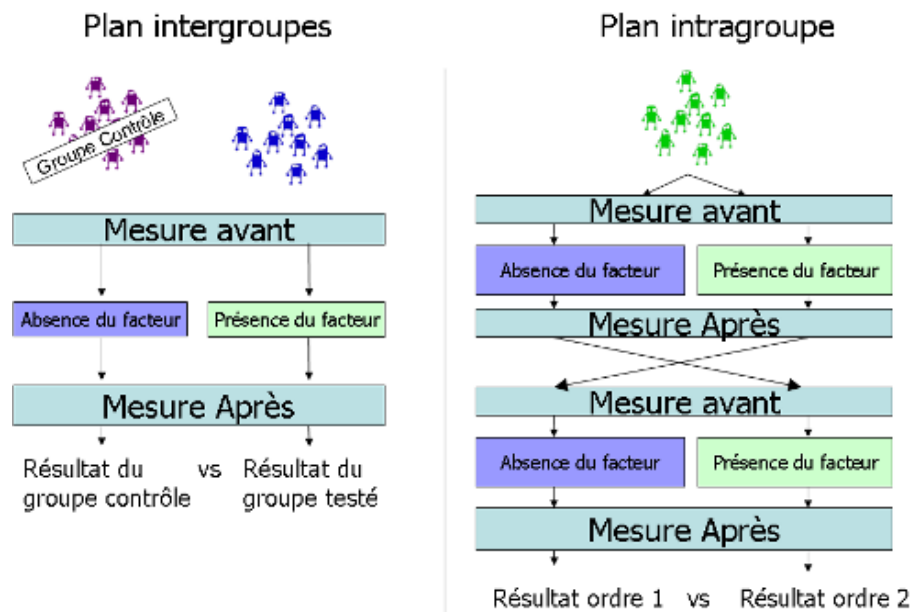 Plan intergroupes
Groupe Contrôle
Mesure avant
Absence du facteur
Présence du facteur
Mesure Après
Résultat du vs Résultat du
groupe contrôle groupe testé
Plan intragroupe
Mesure avant
Absence du facteur
Présence du facteur
Mesure Après
Mesure avant
Absence du facteur
Présence du facteur
Mesure Après
Résultat ordre 1 vs Résultat ordre 2